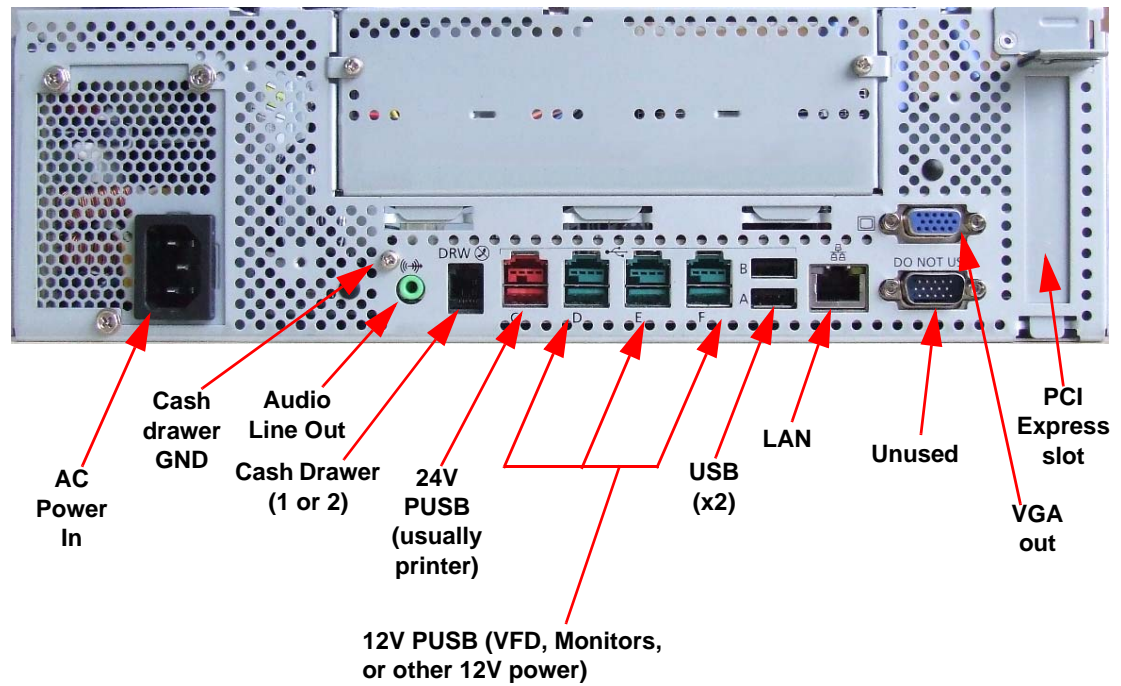 DRW
B
DO NOT US
A
C
D
E
F
Cash
drawer
GND
Audio
Line Out
PCI
Express
slot
LAN
Unused
AC
Power
In
Cash Drawer
(1 or 2)
24V
PUSB
(usually
printer)
USB
(x2)
VGA
out
12V PUSB (VFD, Monitors,
or other 12V power)